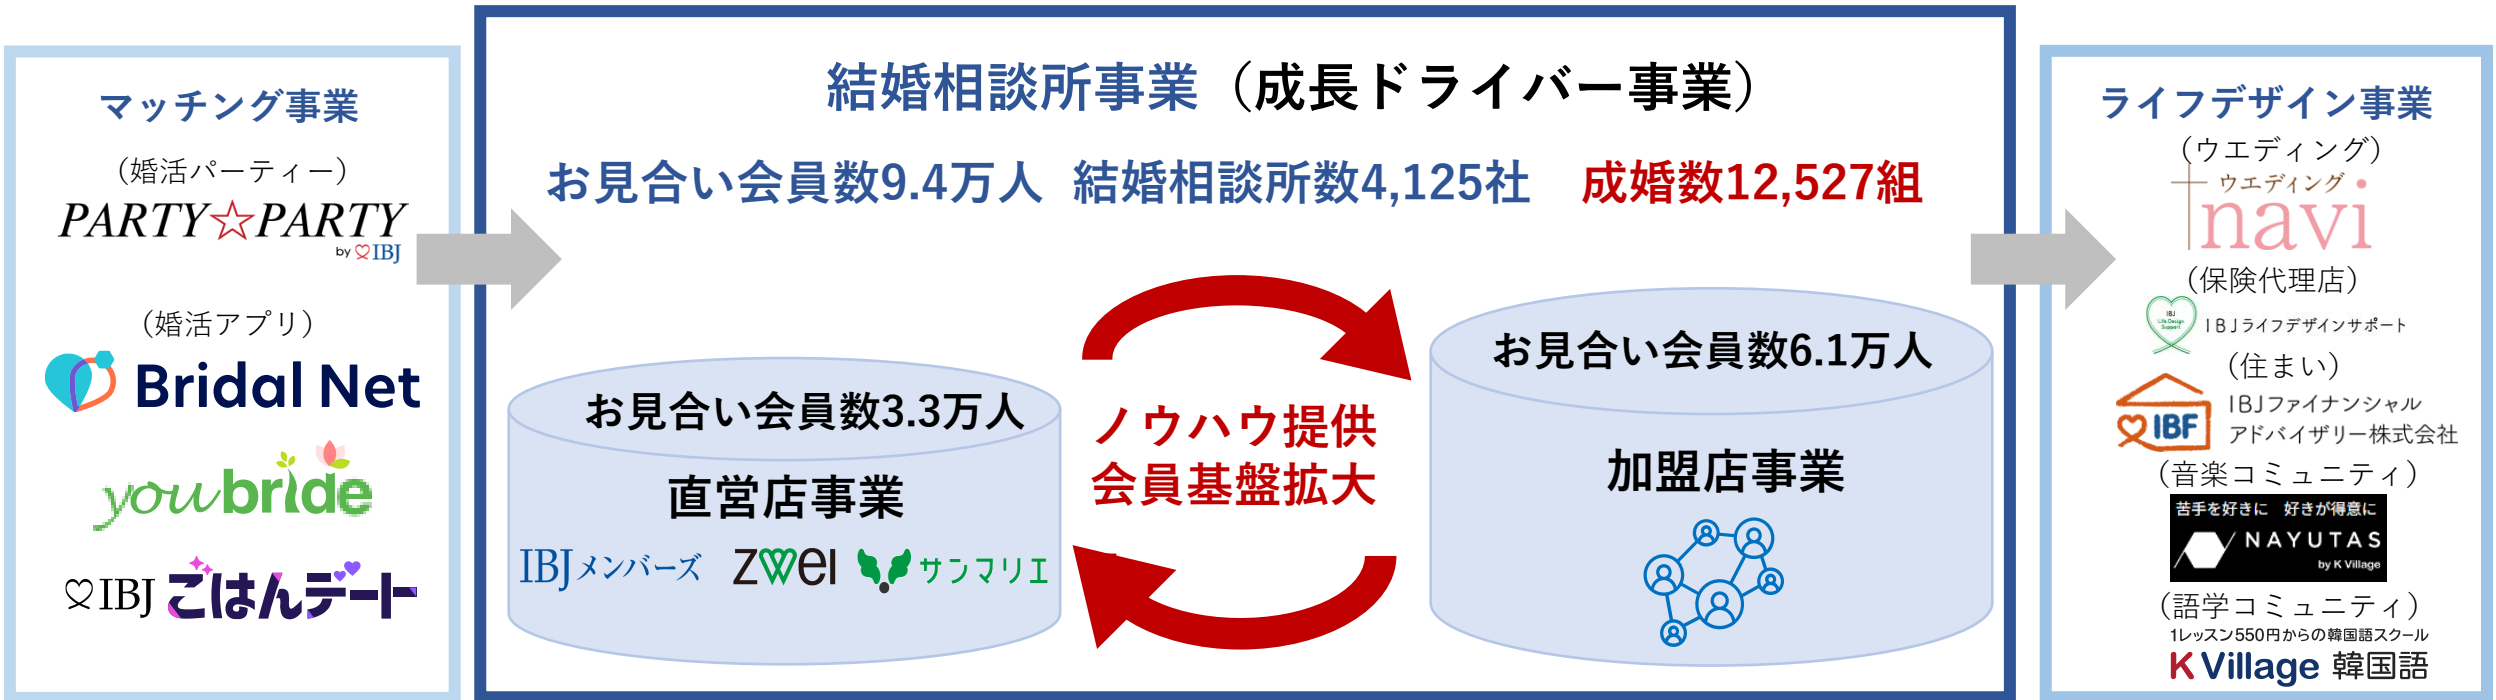 マッチング事業
（婚活パーティー）
PARTY☆PARTY
by IBJ
（婚活アプリ）
Bridal Net
youbride
IBJ ごはんデート
結婚相談所事業（成長ドライバー事業）
お見合い会員数9.4万人 結婚相談所数4,125社 成婚数12,527組
お見合い会員数3.3万人
直営店事業
IBJメンバーズ zwei サンマリエ
ノウハウ提供
会員基盤拡大
お見合い会員数6.1万人
加盟店事業
ライフデザイン事業
（ウエディング）
ウエディング
navi
（保険代理店）
IBJ
Life Design
Support
IBJライフデザインサポート
（住まい）
IBF
IBJファイナンシャル
アドバイザリー株式会社
（音楽コミュニティ）
苦手を好きに 好きが得意に
NAYUTAS
by K Village
（語学コミュニティ）
1レッスン550円からの韓国語スクール
K Village 韓国語